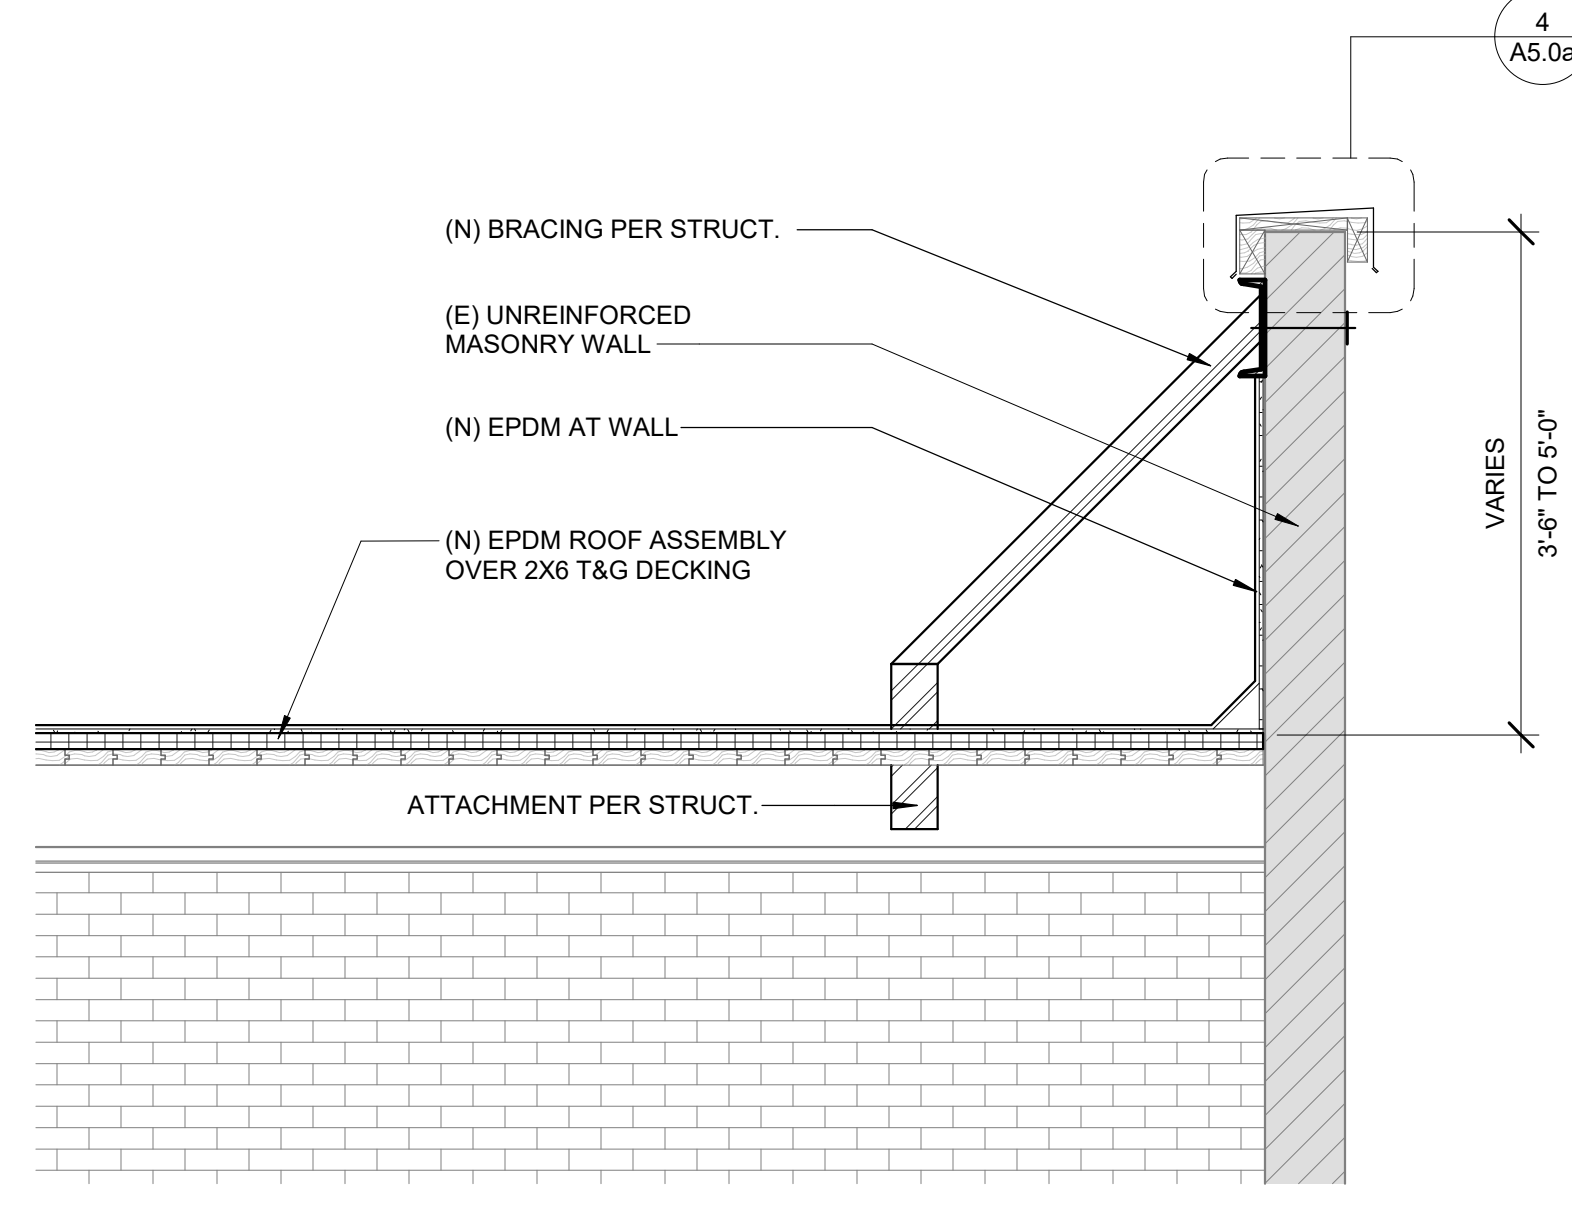 4
A5.0a
(N) BRACING PER STRUCT.
(E) UNREINFORCED
MASONRY WALL
(N) EPDM AT WALL
(N) EPDM ROOF ASSEMBLY
OVER 2X6 T&G DECKING
ATTACHMENT PER STRUCT.
VARIES
3'-6" TO 5'-0"